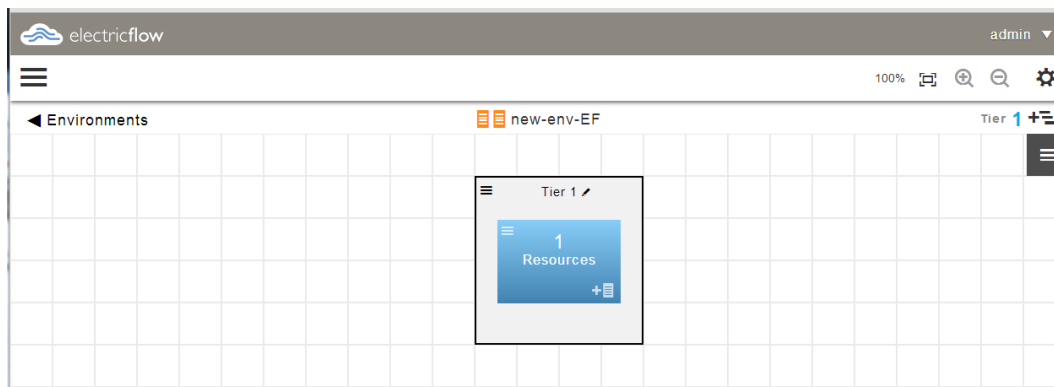 electricflow
admin
100%
Environments
new-env-EF
Tier 1
Tier 1
1
Resources